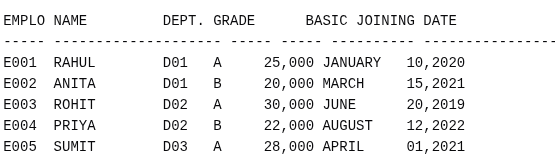 EMPLO NAME DEPT. GRADE BASIC JOINING DATE
----- -------------------- ----- ----- ---------- ----------------
E001 RAHUL D01 A 25,000 JANUARY 10,2020
E002 ANITA D01 B 20,000 MARCH 15,2021
E003 ROHIT D02 A 30,000 JUNE 20,2019
E004 PRIYA D02 B 22,000 AUGUST 12,2022
E005 SUMIT D03 A 28,000 APRIL 01,2021